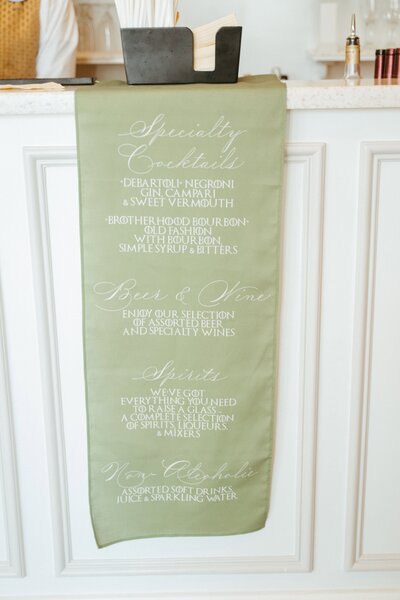 Specialty
Cocktails
"DEBARTOLI" NEGRONI
GIN, CAMPARI
& SWEET VERMOUTH
"BROTHERHOOD BOURBON"
OLD FASHION
WITH BOURBON,
SIMPLE SYRUP & BITTERS
Beer & Wine
ENJOY OUR SELECTION
OF ASSORTED BEER
AND SPECIALTY WINES
Spirits
WE'VE GOT
EVERYTHING YOU NEED
TO RAISE A GLASS -
A COMPLETE SELECTION
OF SPIRITS, LIQUEURS,
& MIXERS
Non-Alcoholic
ASSORTED SOFT DRINKS,
JUICE & SPARKLING WATER